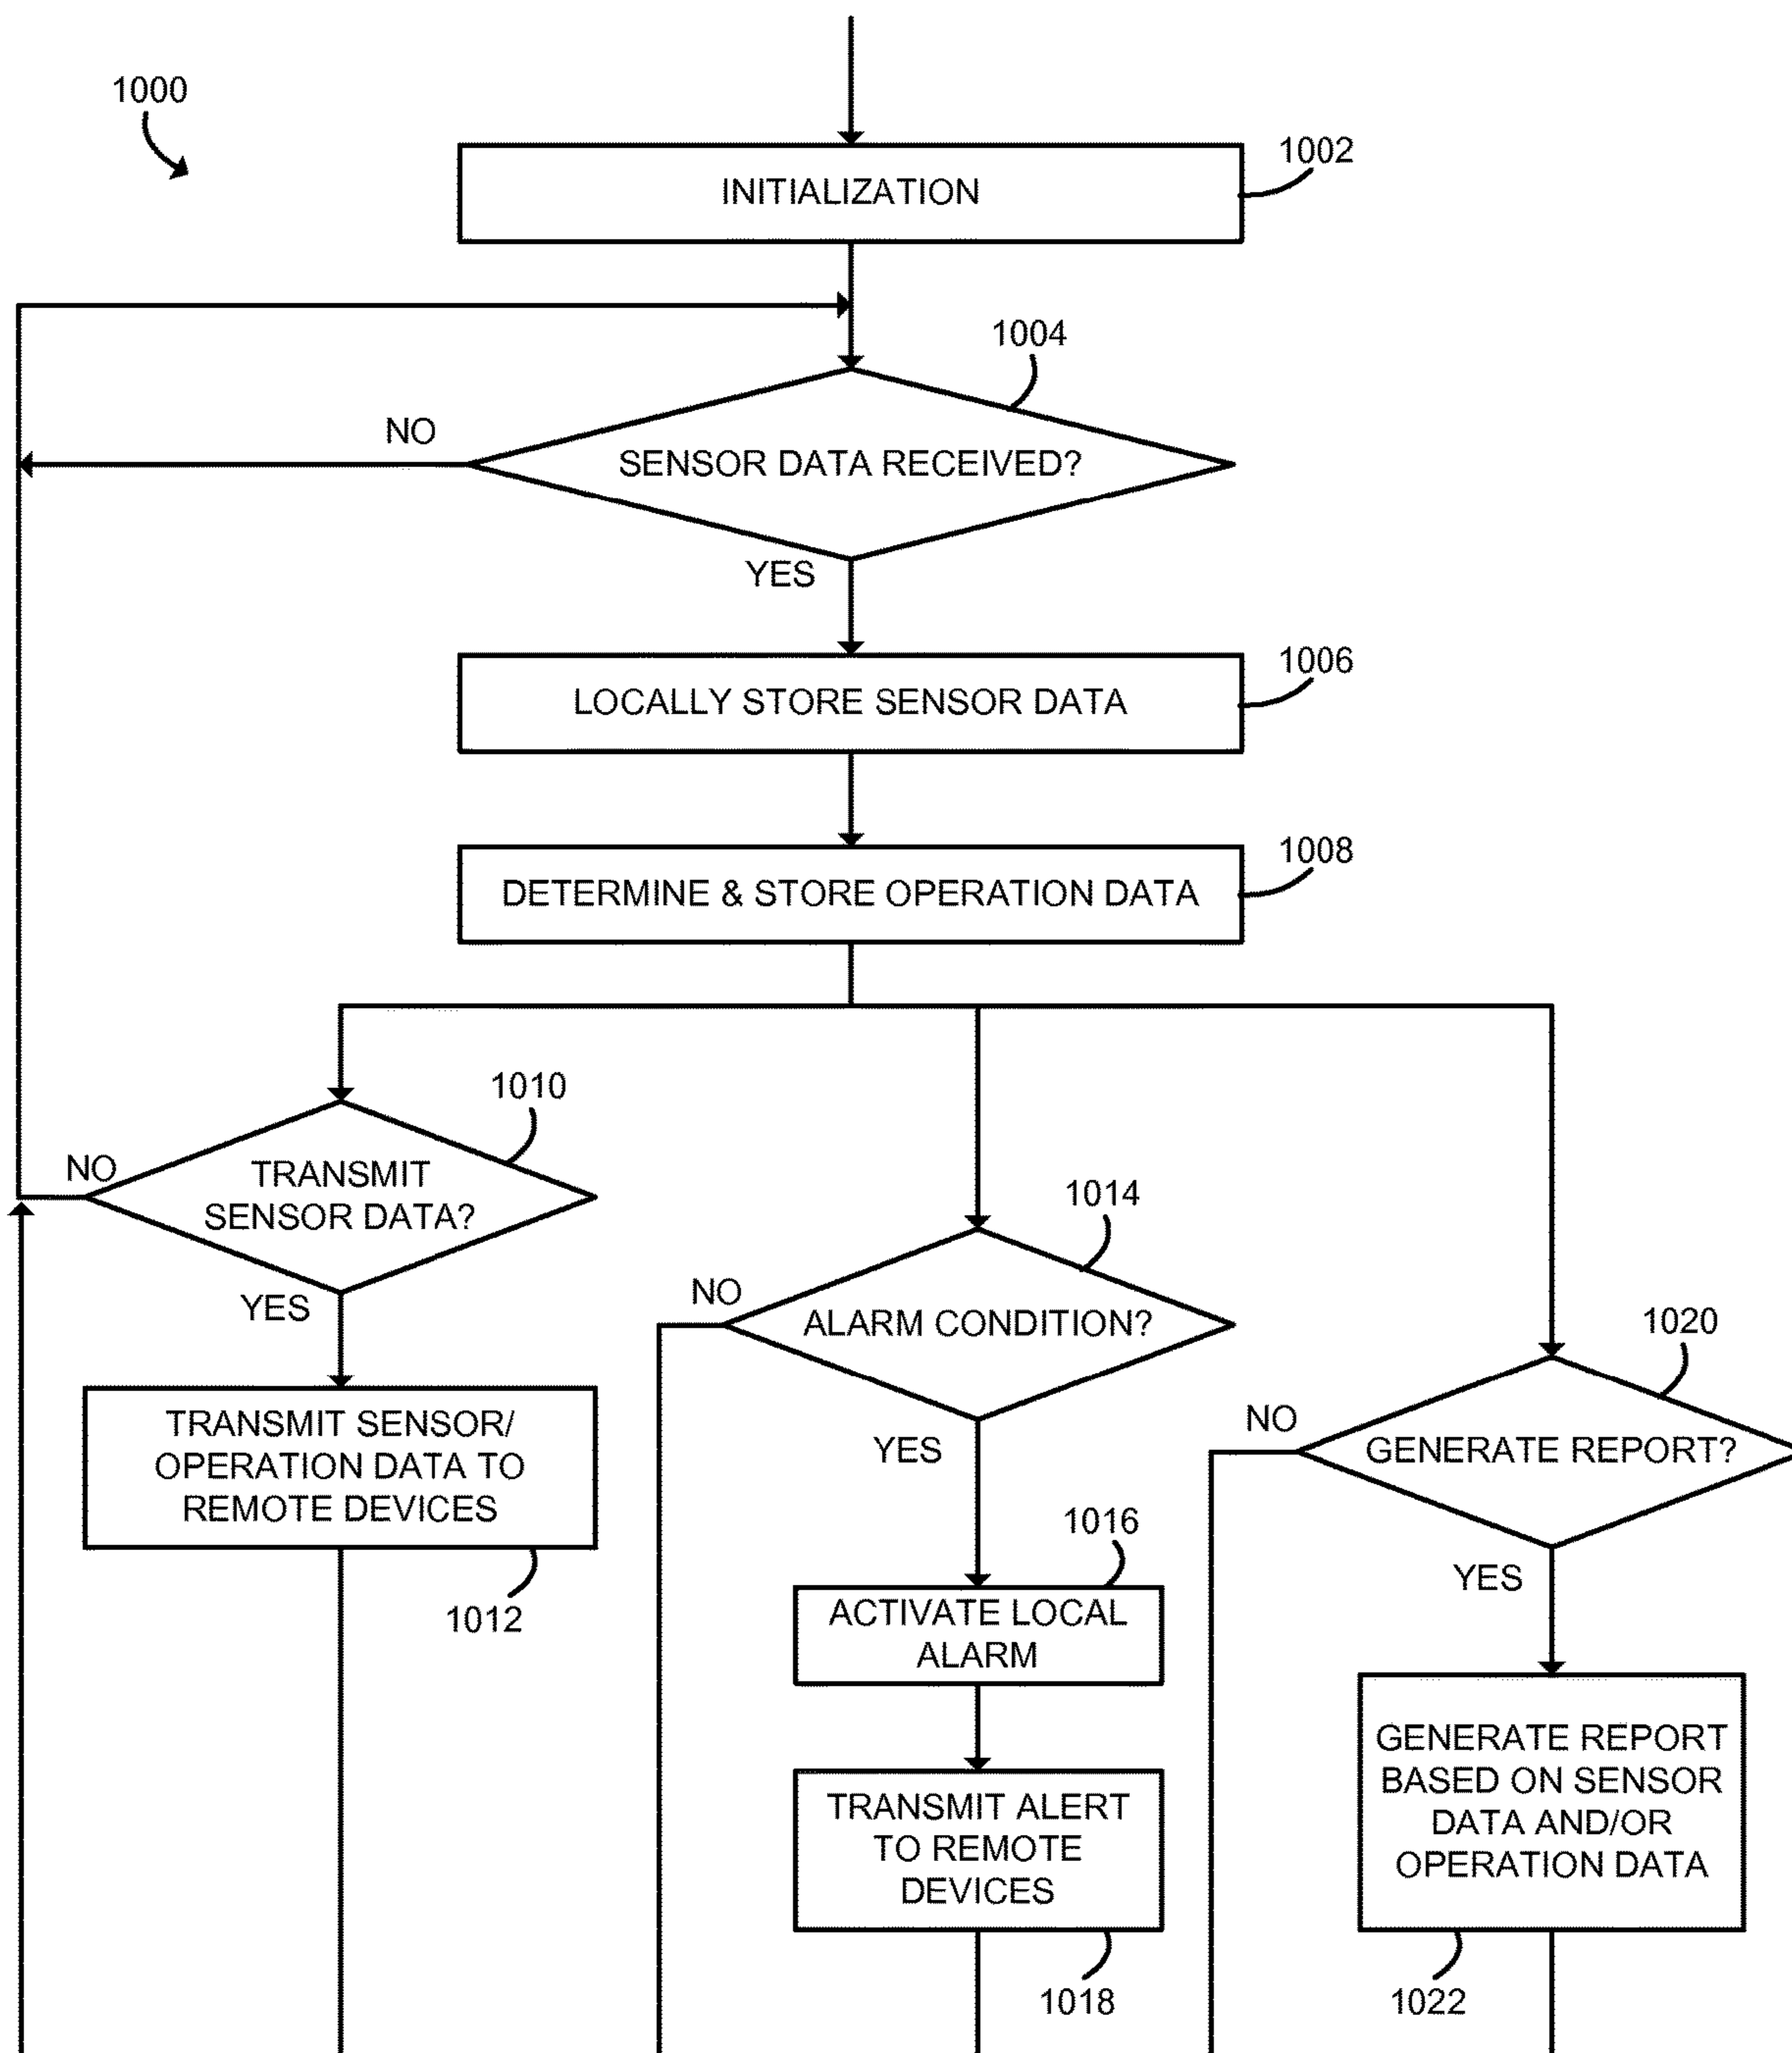 1000
1002
INITIALIZATION
1004
NO
SENSOR DATA RECEIVED?
YES
1006
LOCALLY STORE SENSOR DATA
1008
DETERMINE & STORE OPERATION DATA
1010
NO
TRANSMIT
SENSOR DATA?
YES
TRANSMIT SENSOR/
OPERATION DATA TO
REMOTE DEVICES
1012
1014
NO
ALARM CONDITION?
YES
1016
ACTIVATE LOCAL
ALARM
TRANSMIT ALERT
TO REMOTE
DEVICES
1018
1020
NO
GENERATE REPORT?
YES
GENERATE REPORT
BASED ON SENSOR
DATA AND/OR
OPERATION DATA
1022